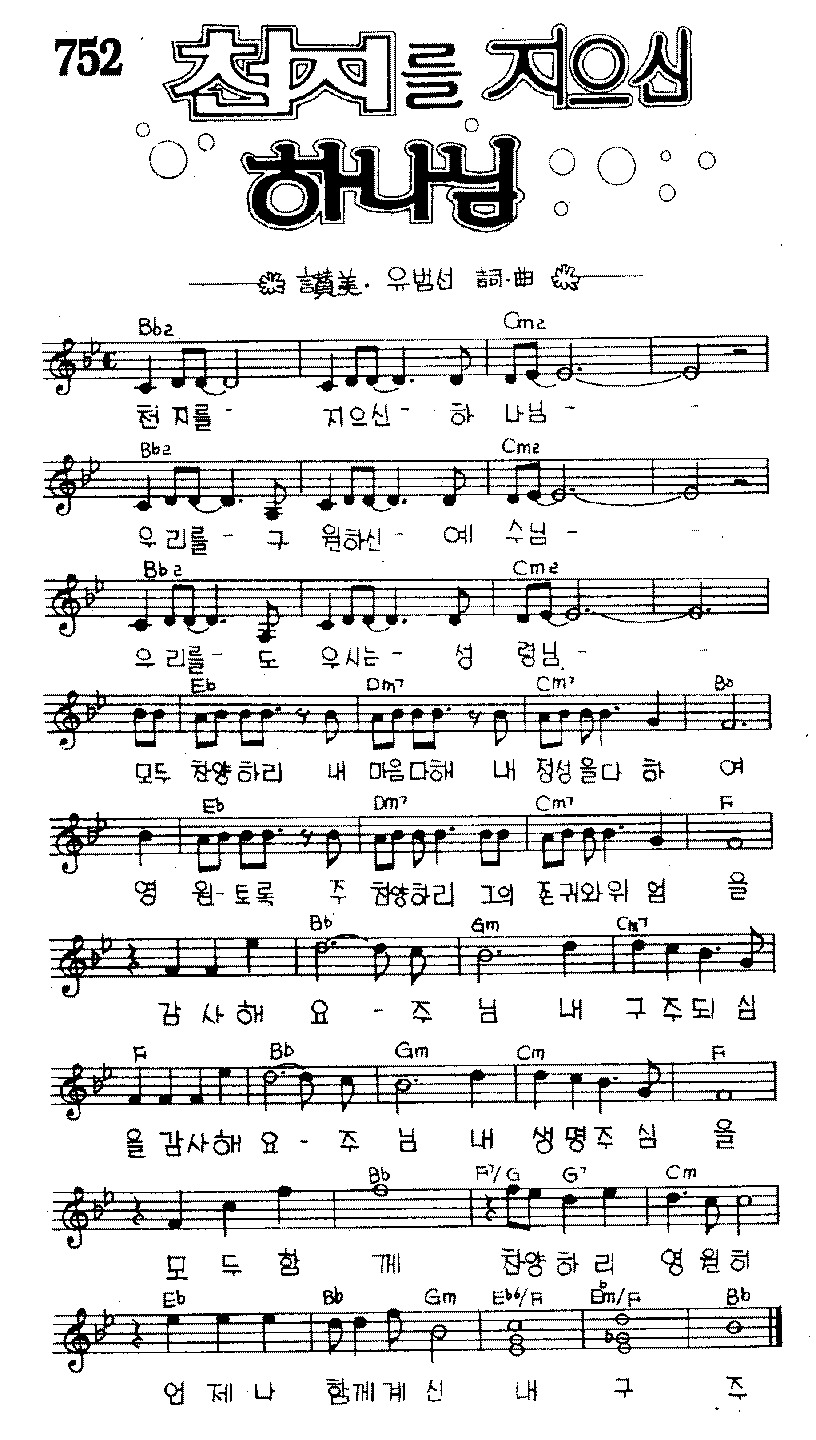 752 천지를 지으신
하나님
讃美· 유범선 詞·曲
Bb2 Cm2
천 지를 - 지으신 - 하 나님 - -
Bb2 Cm2
우 리를 - 구 원하신 - 예 수님 - -
Bb2 Cm2
우 리를 - 도 우시는 - 성 령님 - -
Eb Dm7 Cm7 Bb
모두 찬양하리 내 마음다해 내 정성을다 하 여
Eb Dm7 Cm7 F
영 원-토록 주 찬양하리 그의 존귀와위 엄 을
Bb Gm Cm7
감 사 해 요 - 주 님 내 구 주 되 심
F Bb Gm Cm F
을 감사해 요 - 주 님 내 생 명 주 심 을
Bb F7/G G7 Cm
모 두 함 께 찬양 하 리 영 원 히
Eb Bb Gm Eb6/F Bbm/F Bb
언 제 나 함께계 신 내 구 주